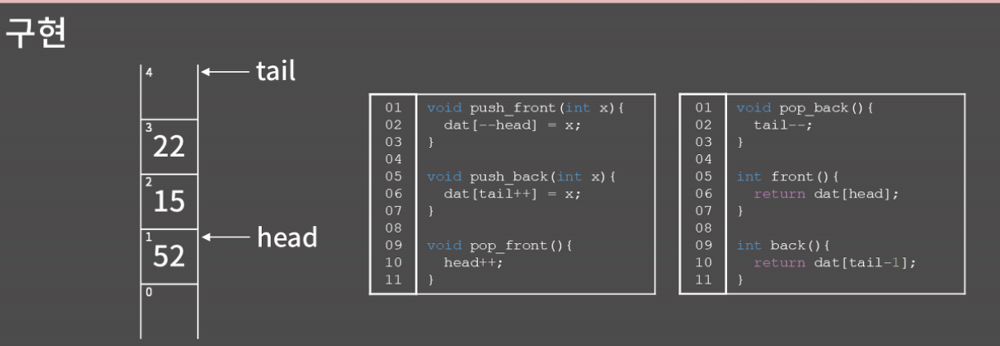 구현
4
tail
3
22
2
15
1
head
52
0
01 void push_front(int x){
02 dat[--head] = x;
03 }
04
05 void push_back(int x){
06 dat[tail++] = x;
07 }
08
09 void pop_front(){
10 head++;
11 }
01 void pop_back(){
02 tail--;
03 }
04
05 int front(){
06 return dat[head];
07 }
08
09 int back(){
10 return dat[tail-1];
11 }